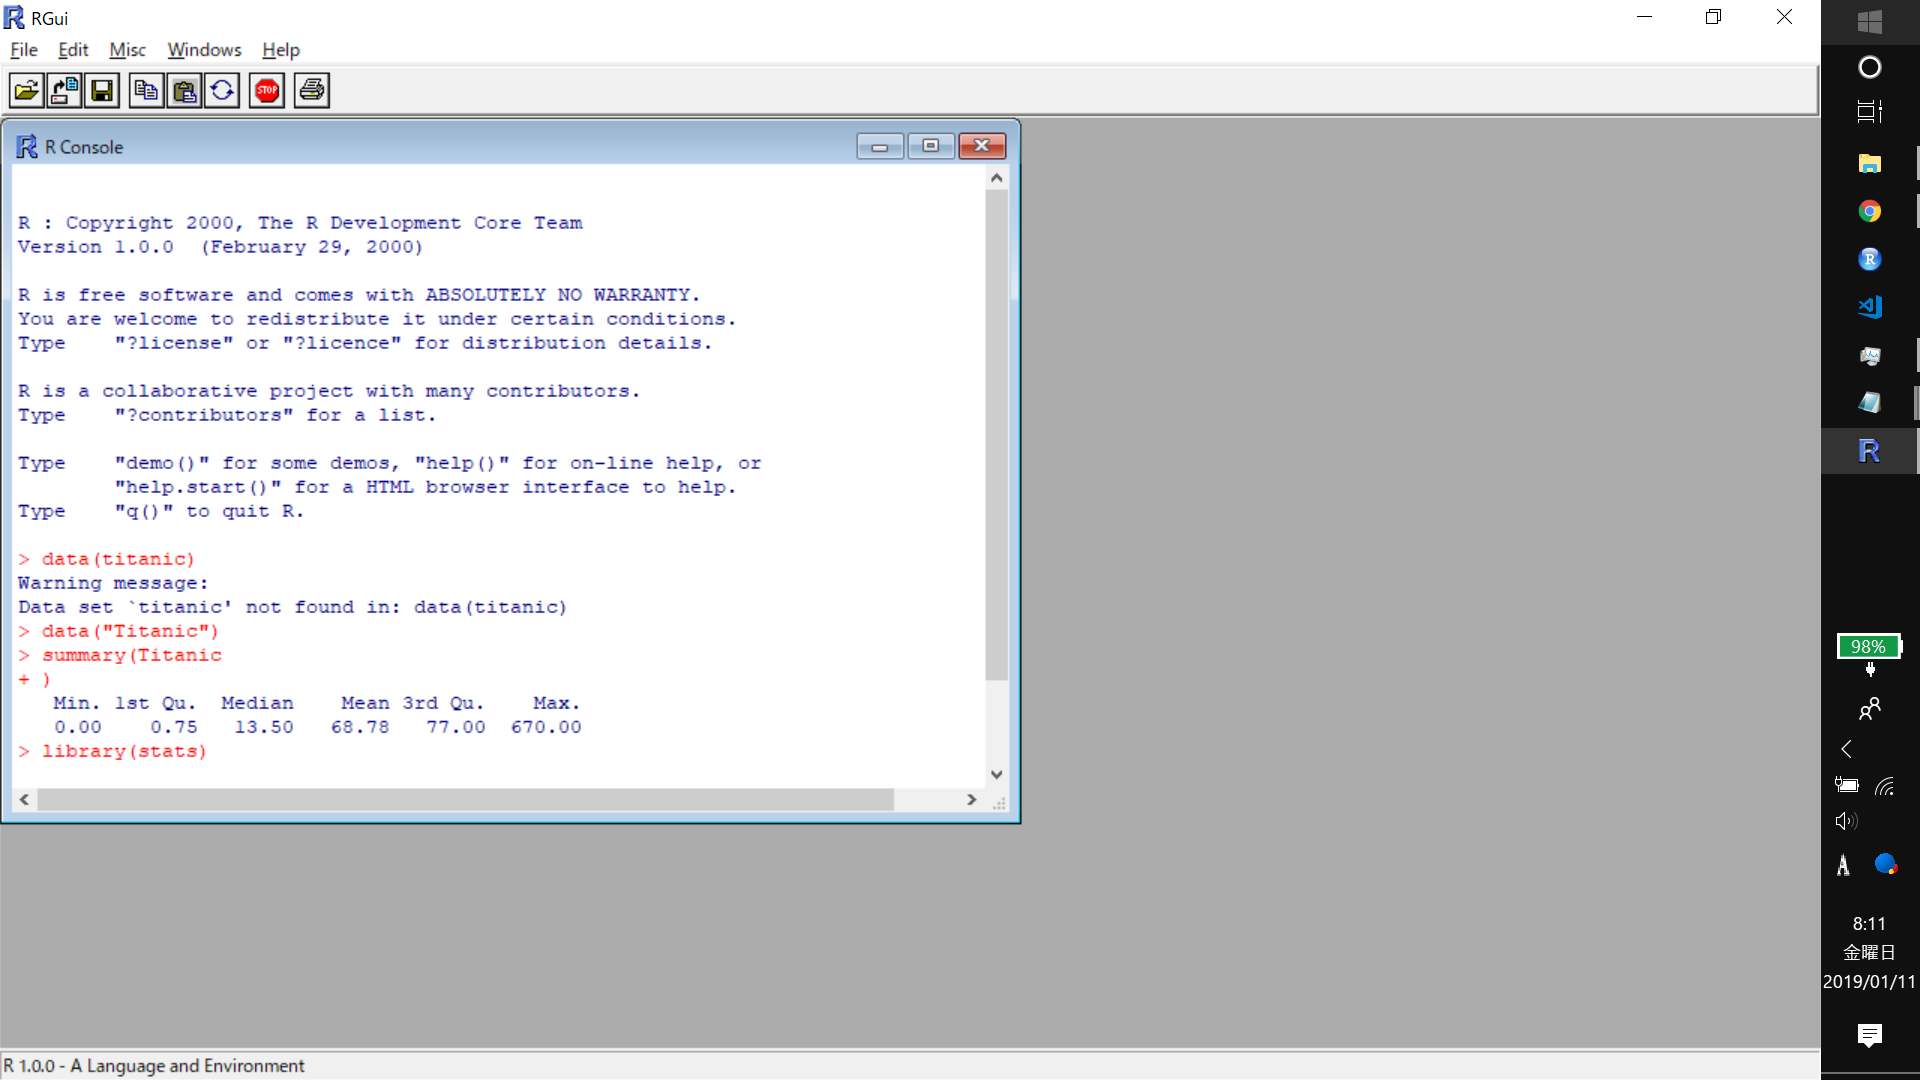 RGui
File Edit Misc Windows Help
STOP
R Console
R : Copyright 2000, The R Development Core Team
Version 1.0.0  (February 29, 2000)
R is free software and comes with ABSOLUTELY NO WARRANTY.
You are welcome to redistribute it under certain conditions.
Type    "?license" or "?licence" for distribution details.
R is a collaborative project with many contributors.
Type    "?contributors" for a list.
Type    "demo()" for some demos, "help()" for on-line help, or
"help.start()" for a HTML browser interface to help.
Type    "q()" to quit R.
> data(titanic)
Warning message:
Data set `titanic' not found in: data(titanic)
> data("Titanic")
> summary(Titanic
+ )
Min. 1st Qu.  Median    Mean 3rd Qu.    Max.
0.00    0.75   13.50   68.78   77.00  670.00
> library(stats)
R 1.0.0 - A Language and Environment
98%
A
8:11
金曜日
2019/01/11